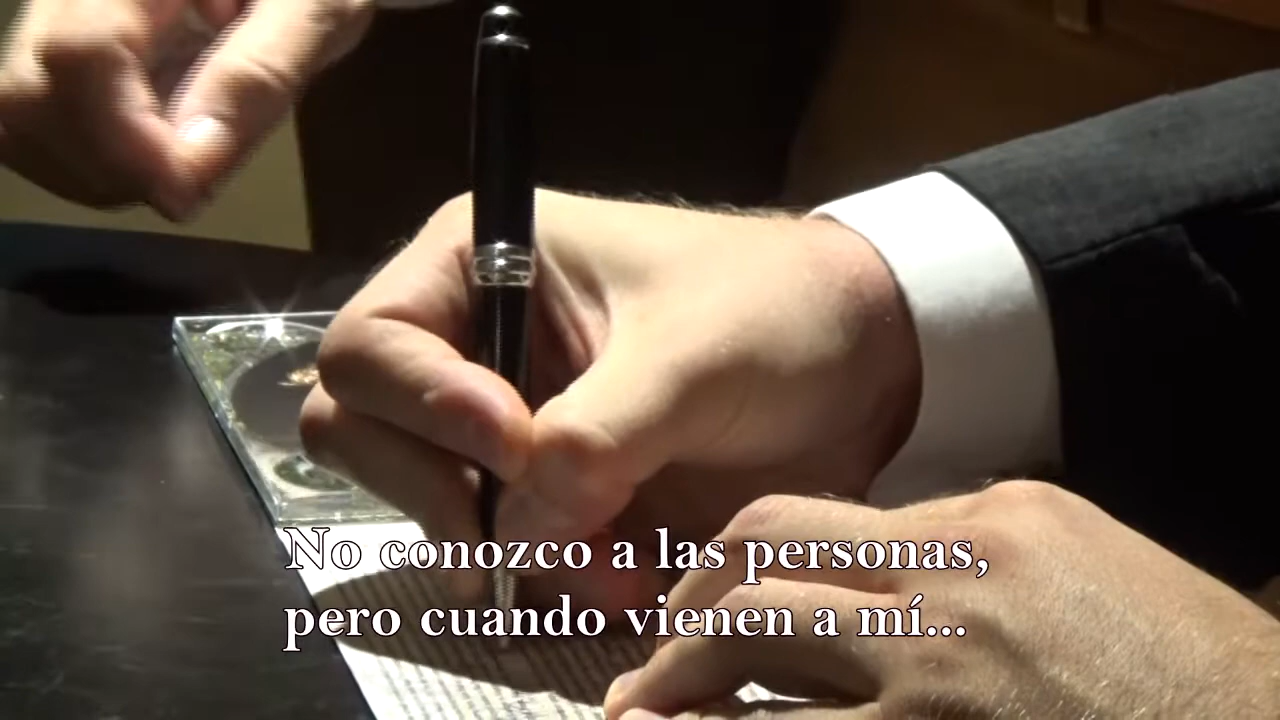 No conozco a las personas,
pero cuando vienen a mí...